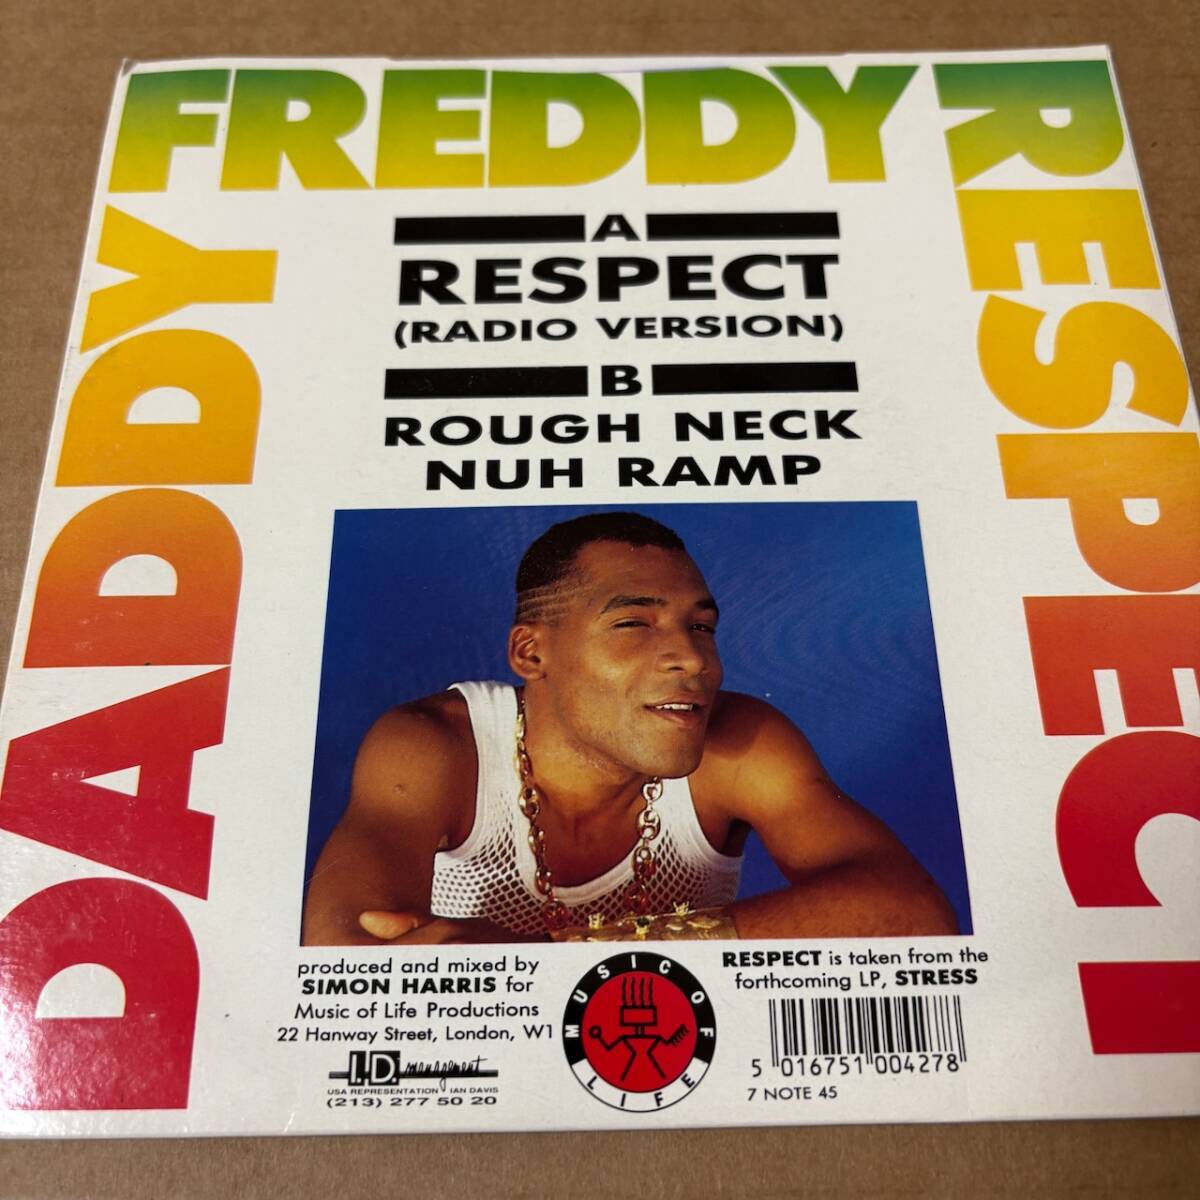 DADDY FREDDY RESPECT
A
RESPECT
(RADIO VERSION)
B
ROUGH NECK
NUH RAMP
produced and mixed by
SIMON HARRIS for
Music of Life Productions
22 Hanway Street, London, W1
I.D. management
USA REPRESENTATION IAN DAVIS
(213) 277 50 20
MUSIC OF LIFE
RESPECT is taken from the
forthcoming LP, STRESS
5 016751 004278
7 NOTE 45